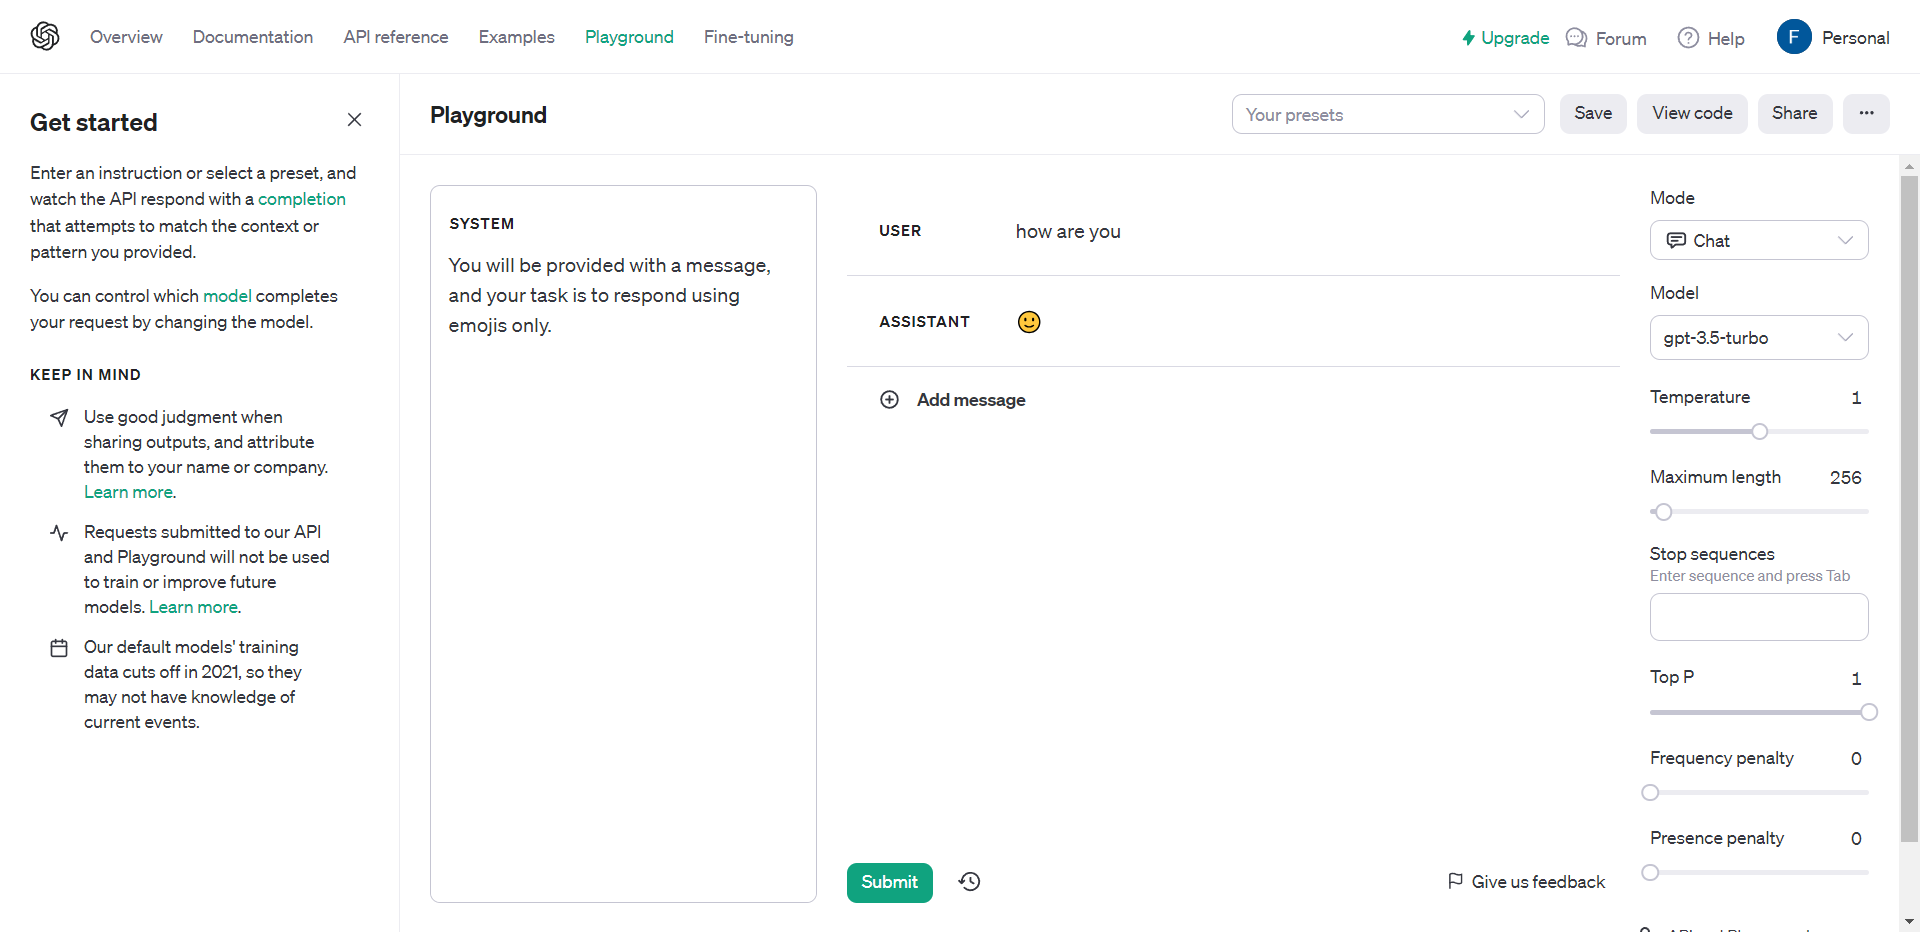 Overview Documentation API reference Examples Playground Fine-tuning Upgrade Forum Help F Personal
Get started
Enter an instruction or select a preset, and
watch the API respond with a completion
that attempts to match the context or
pattern you provided.
You can control which model completes
your request by changing the model.
KEEP IN MIND
Use good judgment when
sharing outputs, and attribute
them to your name or company.
Learn more.
Requests submitted to our API
and Playground will not be used
to train or improve future
models. Learn more.
Our default models' training
data cuts off in 2021, so they
may not have knowledge of
current events.
Playground
Your presets Save View code Share ...
SYSTEM
You will be provided with a message,
and your task is to respond using
emojis only.
USER how are you
ASSISTANT 🙂
Add message
Submit
Give us feedback
Mode
Chat
Model
gpt-3.5-turbo
Temperature 1
Maximum length 256
Stop sequences
Enter sequence and press Tab
Top P 1
Frequency penalty 0
Presence penalty 0